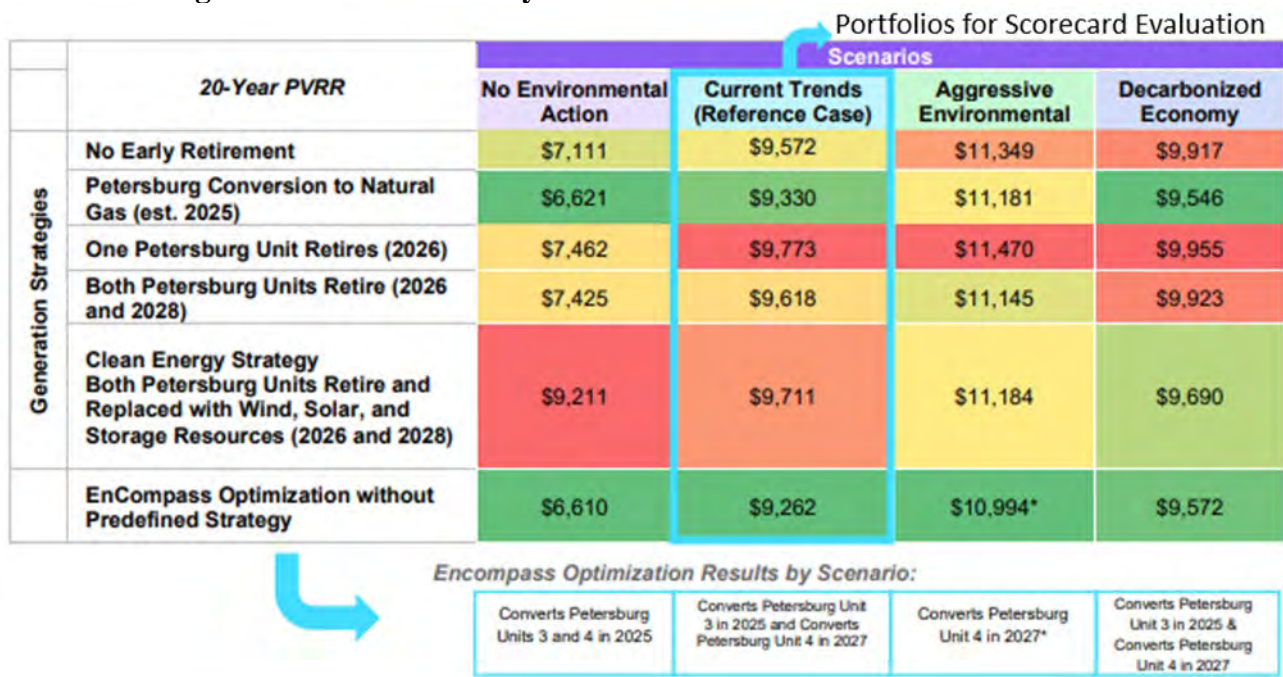 Portfolios for Scorecard Evaluation
Scenarios
20-Year PVRR
No Environmental
Action
Current Trends
(Reference Case)
Aggressive
Environmental
Decarbonized
Economy
Generation Strategies
No Early Retirement
$7,111
$9,572
$11,349
$9,917
Petersburg Conversion to Natural
Gas (est. 2025)
$6,621
$9,330
$11,181
$9,546
One Petersburg Unit Retires (2026)
$7,462
$9,773
$11,470
$9,955
Both Petersburg Units Retire (2026
and 2028)
$7,425
$9,618
$11,145
$9,923
Clean Energy Strategy
Both Petersburg Units Retire and
Replaced with Wind, Solar, and
Storage Resources (2026 and 2028)
$9,211
$9,711
$11,184
$9,690
EnCompass Optimization without
Predefined Strategy
$6,610
$9,262
$10,994*
$9,572
Encompass Optimization Results by Scenario:
Converts Petersburg
Units 3 and 4 in 2025
Converts Petersburg Unit
3 in 2025 and Converts
Petersburg Unit 4 in 2027
Converts Petersburg
Unit 4 in 2027*
Converts Petersburg
Unit 3 in 2025 &
Converts Petersburg
Unit 4 in 2027